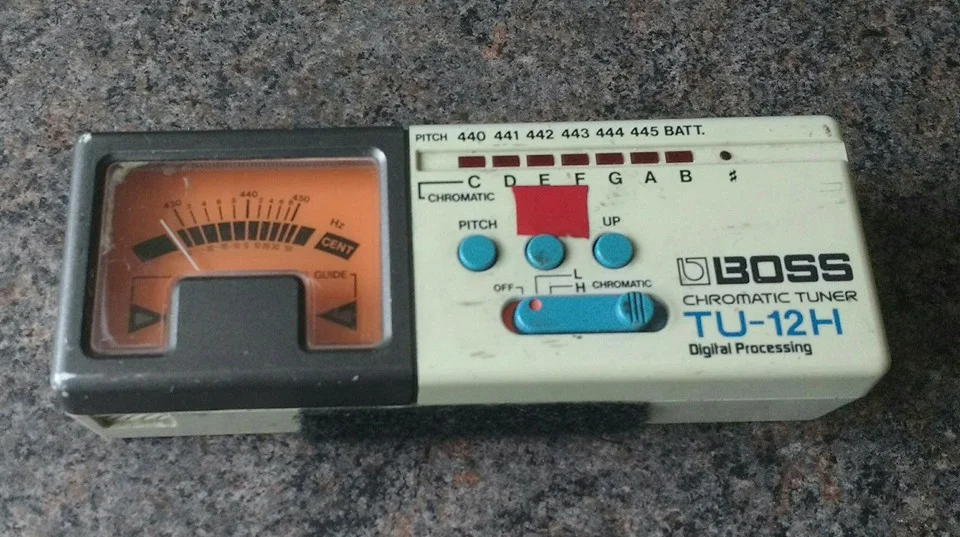 PITCH 440 441 442 443 444 445 BATT.
C D E F G A B ♯
CHROMATIC
PITCH UP
OFF L
H CHROMATIC
BOSS
CHROMATIC TUNER
TU-12H
Digital Processing
430 440 450
Hz
CENT
GUIDE